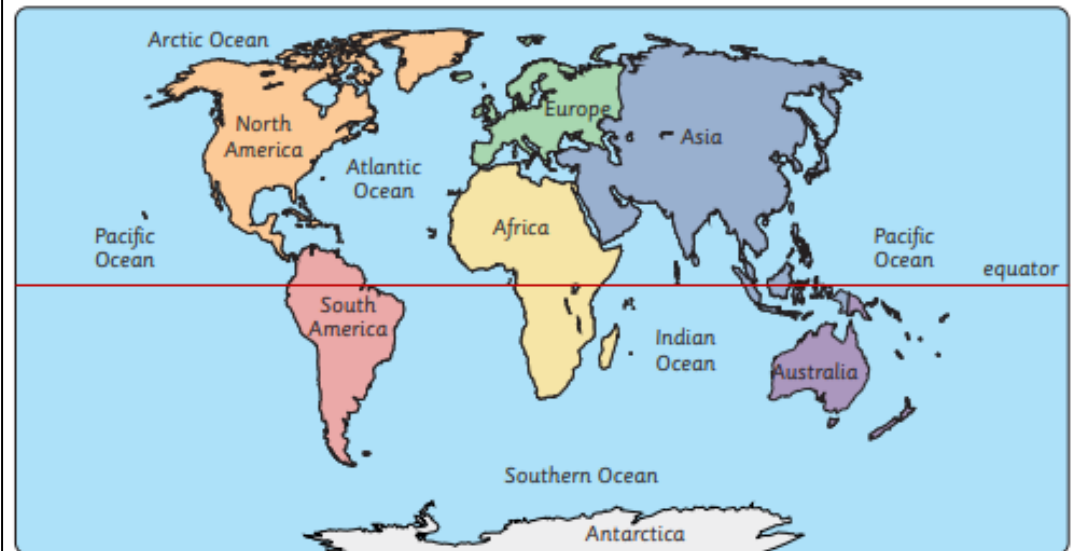 Arctic Ocean
North
America
Europe
Asia
Atlantic
Ocean
Africa
Pacific
Ocean
Pacific
Ocean
equator
South
America
Indian
Ocean
Australia
Southern Ocean
Antarctica